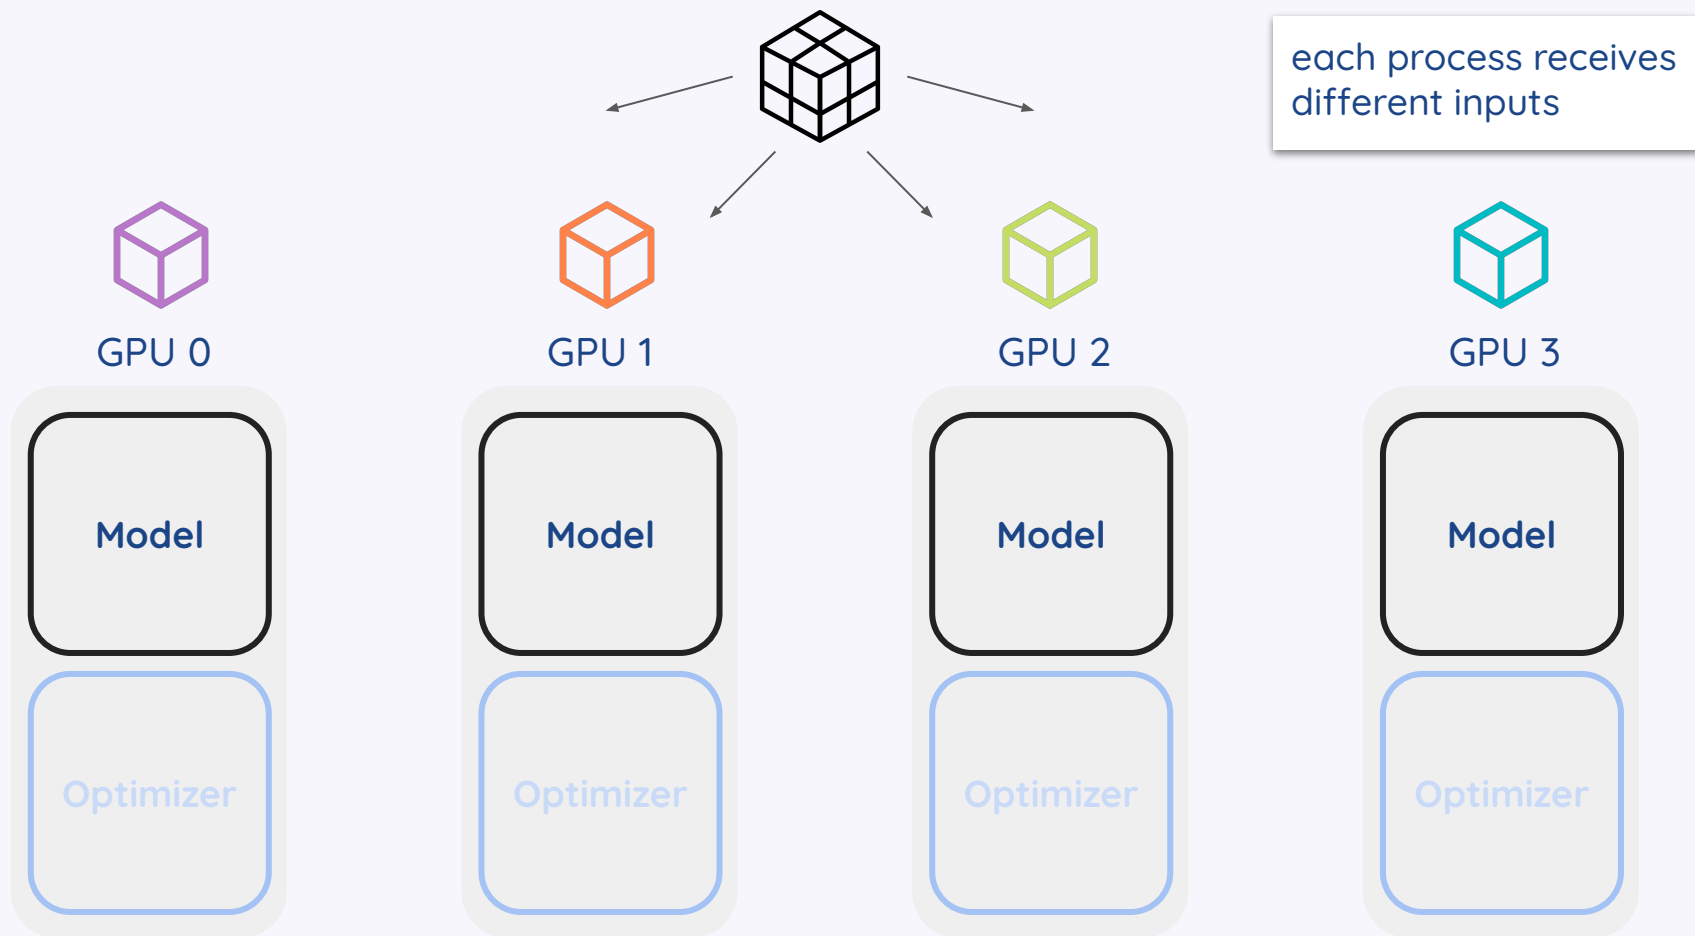 each process receives
different inputs
GPU 0
GPU 1
GPU 2
GPU 3
Model
Model
Model
Model
Optimizer
Optimizer
Optimizer
Optimizer